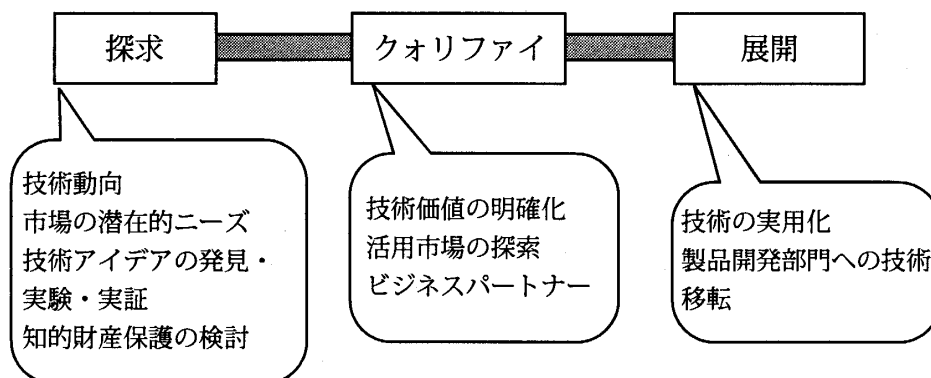 探求
クォリファイ
展開
技術動向
市場の潜在的ニーズ
技術アイデアの発見・
実験・実証
知的財産保護の検討
技術価値の明確化
活用市場の探索
ビジネスパートナー
技術の実用化
製品開発部門への技術
移転